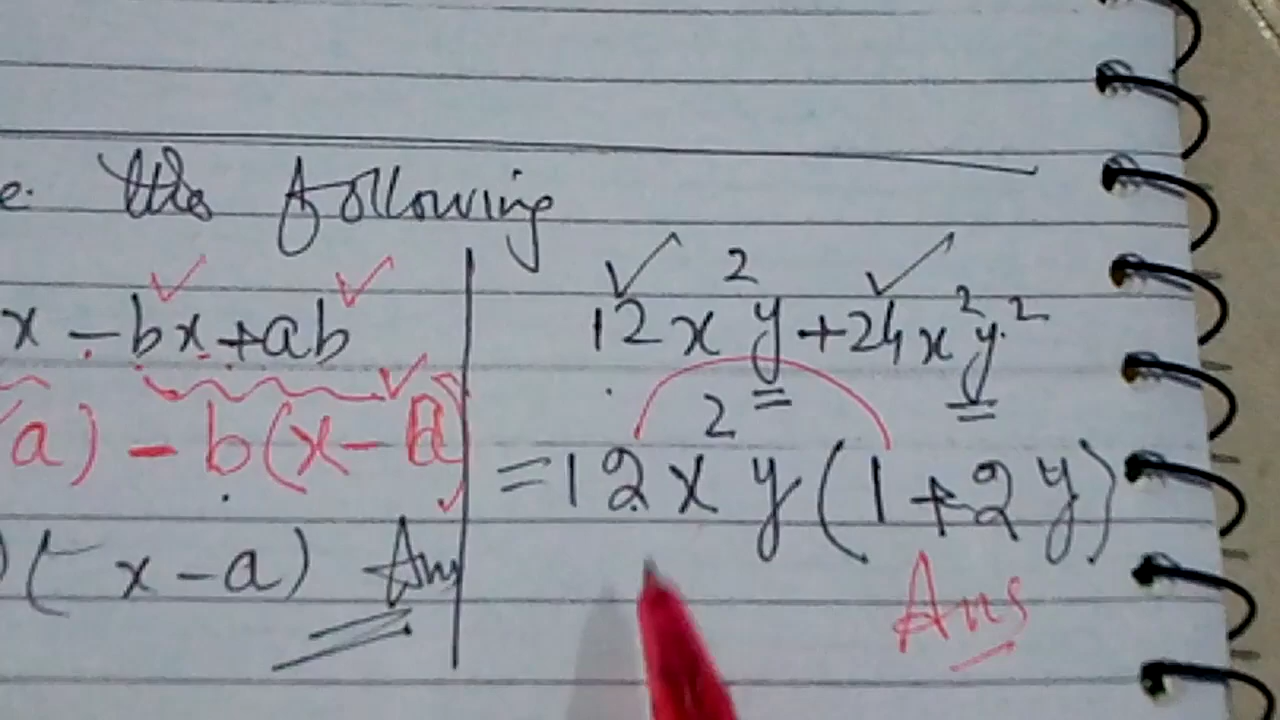 e. the following
x - bx + ab
a) - b(x - a)
)(x - a) Ans
12x²y + 24x²y²
= 12x²y(1 + 2y)
Ans